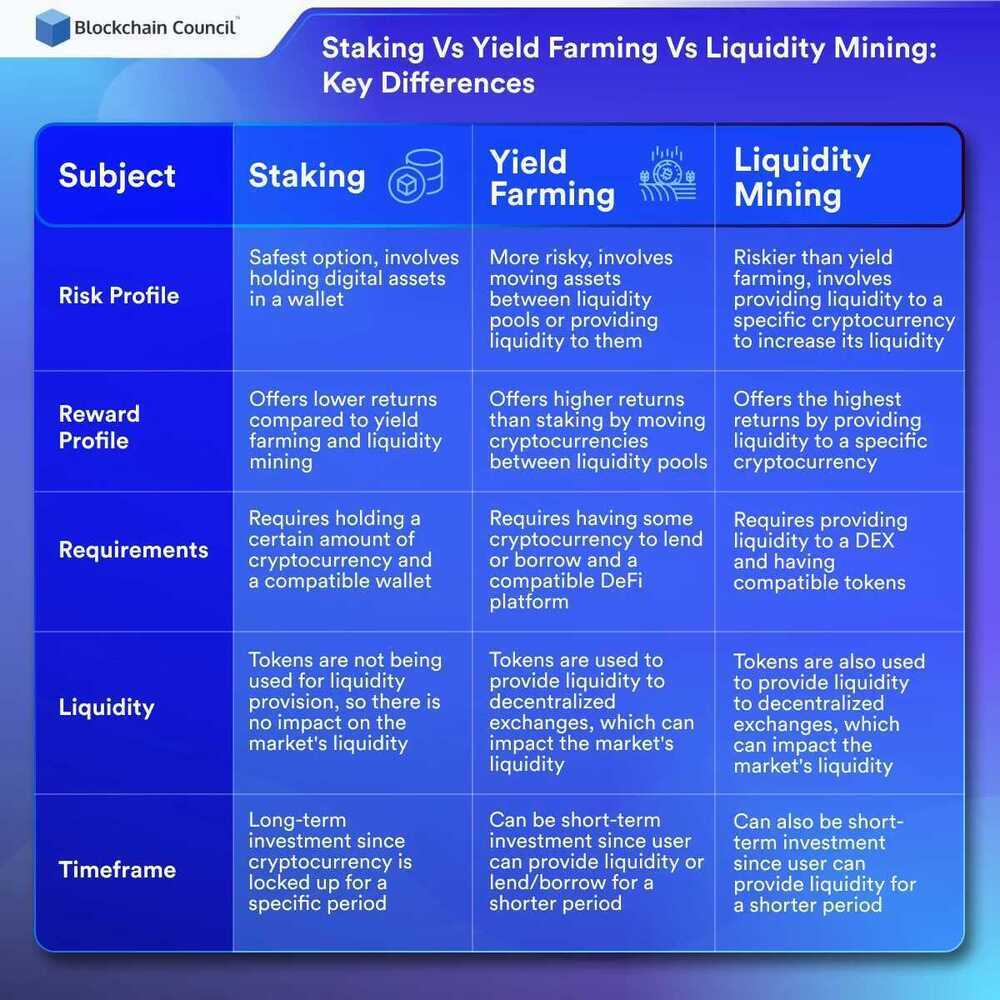 Blockchain Council™
Staking Vs Yield Farming Vs Liquidity Mining:
Key Differences
Subject
Staking
Yield
Farming
Liquidity
Mining
Risk Profile
Safest option, involves
holding digital assets
in a wallet
More risky, involves
moving assets
between liquidity
pools or providing
liquidity to them
Riskier than yield
farming, involves
providing liquidity to a
specific cryptocurrency
to increase its liquidity
Reward
Profile
Offers lower returns
compared to yield
farming and liquidity
mining
Offers higher returns
than staking by moving
cryptocurrencies
between liquidity pools
Offers the highest
returns by providing
liquidity to a specific
cryptocurrency
Requirements
Requires holding a
certain amount of
cryptocurrency and
a compatible wallet
Requires having some
cryptocurrency to lend
or borrow and a
compatible DeFi
platform
Requires providing
liquidity to a DEX
and having
compatible tokens
Liquidity
Tokens are not being
used for liquidity
provision, so there is
no impact on the
market's liquidity
Tokens are used to
provide liquidity to
decentralized
exchanges, which can
impact the market's
liquidity
Tokens are also used
to provide liquidity
to decentralized
exchanges, which
can impact the
market's liquidity
Timeframe
Long-term
investment since
cryptocurrency is
locked up for a
specific period
Can be short-term
investment since user
can provide liquidity or
lend/borrow for a
shorter period
Can also be short-
term investment
since user can
provide liquidity for
a shorter period